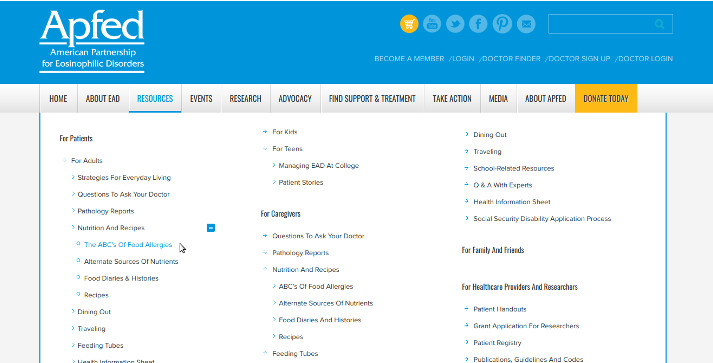 Apfed
American Partnership
for Eosinophilic Disorders
BECOME A MEMBER /LOGIN /DOCTOR FINDER /DOCTOR SIGN UP /DOCTOR LOGIN
HOME ABOUT EAD RESOURCES EVENTS RESEARCH ADVOCACY FIND SUPPORT & TREATMENT TAKE ACTION MEDIA ABOUT APFED DONATE TODAY
For Patients
For Adults
Strategies For Everyday Living
Questions To Ask Your Doctor
Pathology Reports
Nutrition And Recipes
The ABC's Of Food Allergies
Alternate Sources Of Nutrients
Food Diaries & Histories
Recipes
Dining Out
Traveling
Feeding Tubes
Health Information Sheet
For Kids
For Teens
Managing EAD At College
Patient Stories
For Caregivers
Questions To Ask Your Doctor
Pathology Reports
Nutrition And Recipes
ABC's Of Food Allergies
Alternate Sources Of Nutrients
Food Diaries And Histories
Recipes
Feeding Tubes
Dining Out
Traveling
School-Related Resources
Q & A With Experts
Health Information Sheet
Social Security Disability Application Process
For Family And Friends
For Healthcare Providers And Researchers
Patient Handouts
Grant Application For Researchers
Patient Registry
Publications, Guidelines And Codes